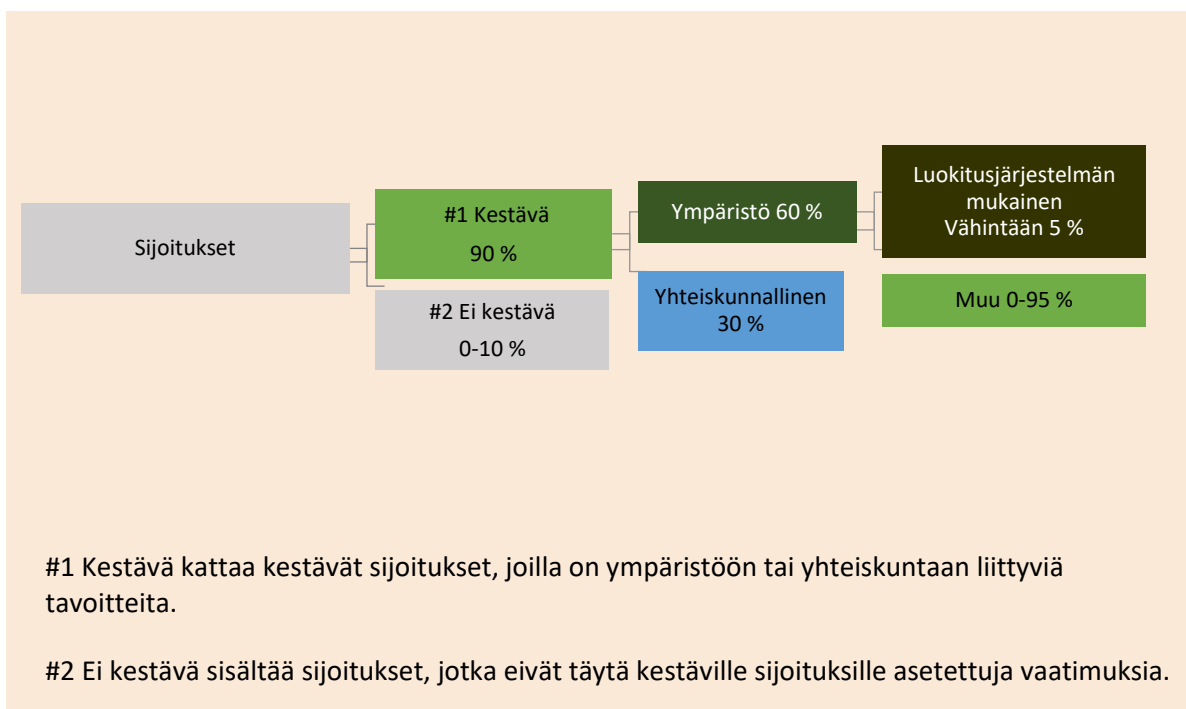 Sijoitukset
#1 Kestävä
90 %
#2 Ei kestävä
0-10 %
Ympäristö 60 %
Yhteiskunnallinen
30 %
Luokitusjärjestelmän
mukainen
Vähintään 5 %
Muu 0-95 %
#1 Kestävä kattaa kestävät sijoitukset, joilla on ympäristöön tai yhteiskuntaan liittyviä
tavoitteita.
#2 Ei kestävä sisältää sijoitukset, jotka eivät täytä kestäville sijoituksille asetettuja vaatimuksia.